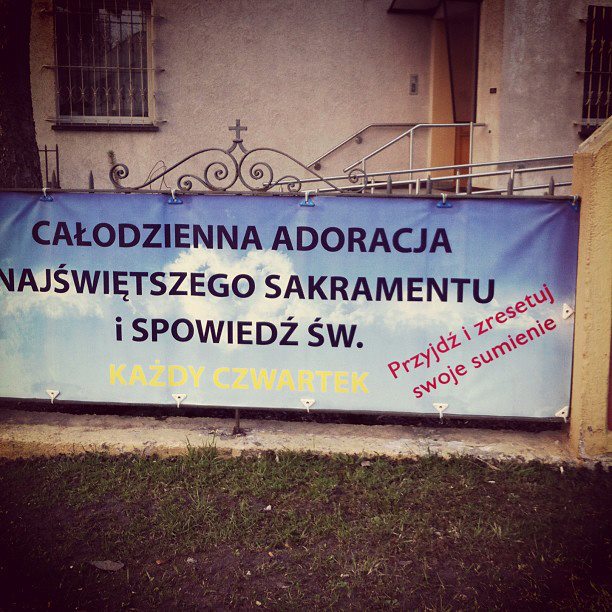 CAŁODZIENNA ADORACJA
NAJŚWIĘTSZEGO SAKRAMENTU
i SPOWIEDŹ ŚW.
KAŻDY CZWARTEK
Przyjdź i zresetuj
swoje sumienie